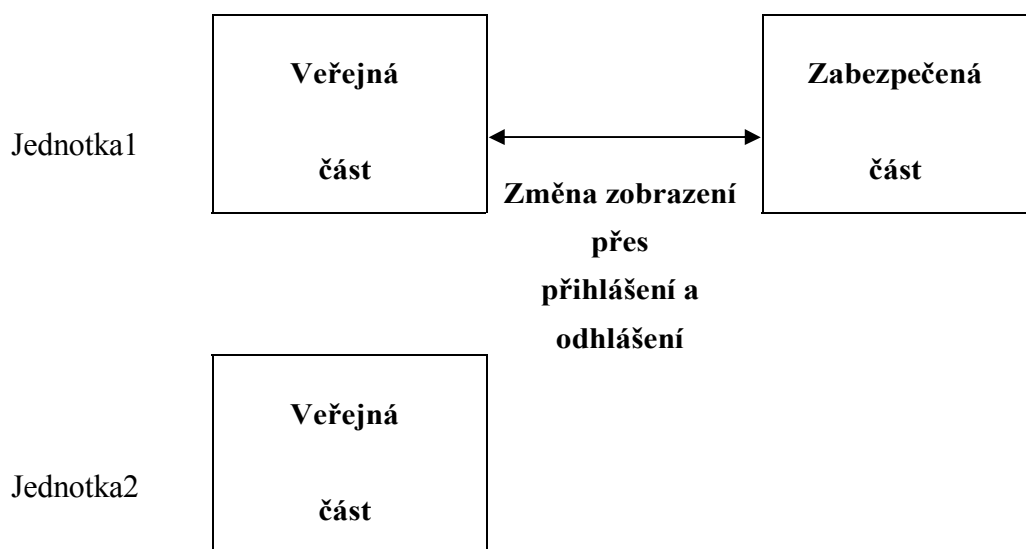 Veřejná
Zabezpečená
Jednotka1
část
část
Změna zobrazení
přes
přihlášení a
odhlášení
Veřejná
Jednotka2
část